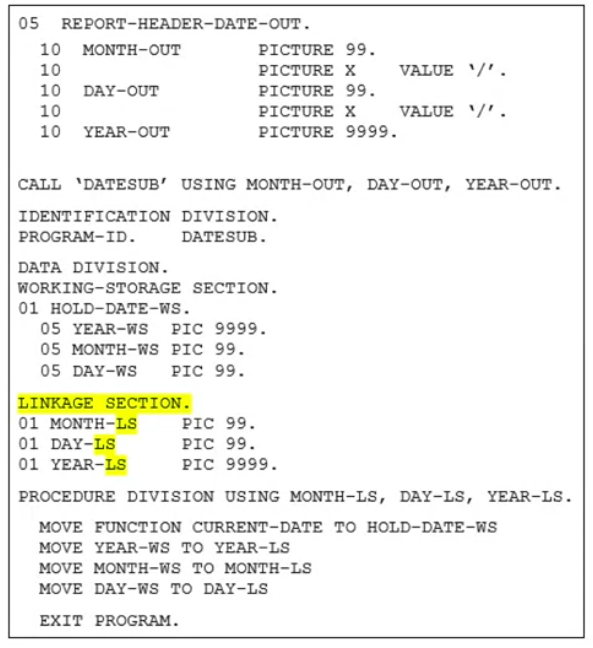 05  REPORT-HEADER-DATE-OUT.
  10  MONTH-OUT       PICTURE 99.
  10                  PICTURE X    VALUE ‘/’.
  10  DAY-OUT         PICTURE 99.
  10                  PICTURE X    VALUE ‘/’.
  10  YEAR-OUT        PICTURE 9999.
CALL ‘DATESUB’ USING MONTH-OUT, DAY-OUT, YEAR-OUT.
IDENTIFICATION DIVISION.
PROGRAM-ID.    DATESUB.
DATA DIVISION.
WORKING-STORAGE SECTION.
01 HOLD-DATE-WS.
  05 YEAR-WS  PIC 9999.
  05 MONTH-WS PIC 99.
  05 DAY-WS   PIC 99.
LINKAGE SECTION.
01 MONTH-LS    PIC 99.
01 DAY-LS      PIC 99.
01 YEAR-LS     PIC 9999.
PROCEDURE DIVISION USING MONTH-LS, DAY-LS, YEAR-LS.
  MOVE FUNCTION CURRENT-DATE TO HOLD-DATE-WS
  MOVE YEAR-WS TO YEAR-LS
  MOVE MONTH-WS TO MONTH-LS
  MOVE DAY-WS TO DAY-LS
  EXIT PROGRAM.